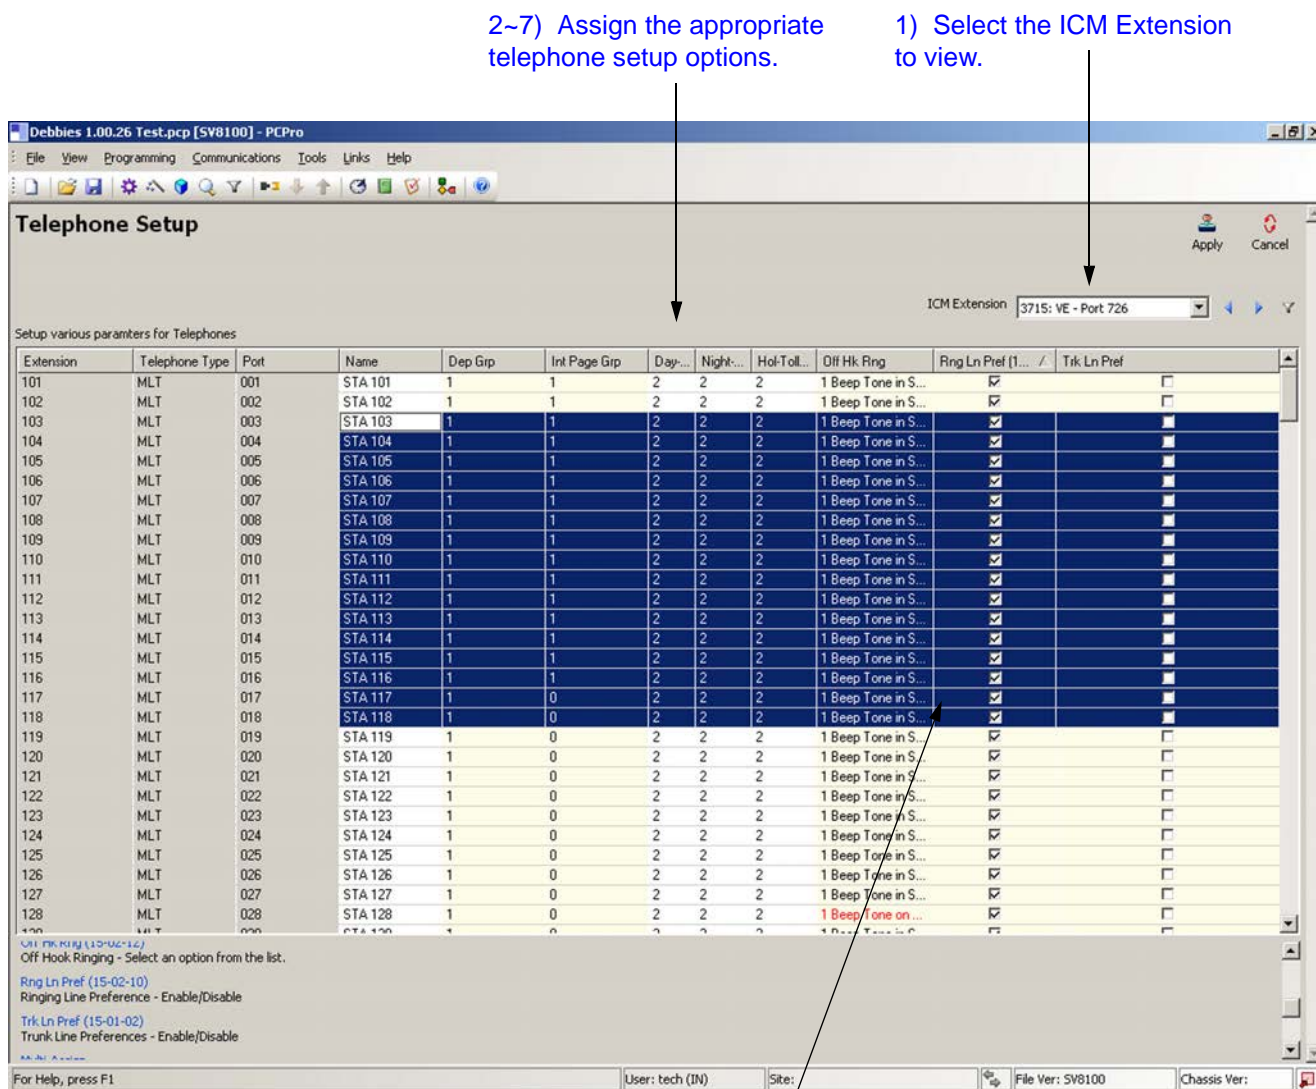 2~7) Assign the appropriate
telephone setup options.
1) Select the ICM Extension
to view.
Debbies 1.00.26 Test.pcp [SV8100] - PCPro
File View Programming Communications Tools Links Help
Telephone Setup
Apply Cancel
ICM Extension 3715: VE - Port 726
Setup various paramters for Telephones
Extension Telephone Type Port Name Dep Grp Int Page Grp Day-... Night-... Hol-Toll... Off Hk Ring Rng Ln Pref (1... Trk Ln Pref
101 MLT 001 STA 101 1 1 2 2 2 1 Beep Tone in S...
102 MLT 002 STA 102 1 1 2 2 2 1 Beep Tone in S...
103 MLT 003 STA 103 1 1 2 2 2 1 Beep Tone in S...
104 MLT 004 STA 104 1 1 2 2 2 1 Beep Tone in S...
105 MLT 005 STA 105 1 1 2 2 2 1 Beep Tone in S...
106 MLT 006 STA 106 1 1 2 2 2 1 Beep Tone in S...
107 MLT 007 STA 107 1 1 2 2 2 1 Beep Tone in S...
108 MLT 008 STA 108 1 1 2 2 2 1 Beep Tone in S...
109 MLT 009 STA 109 1 1 2 2 2 1 Beep Tone in S...
110 MLT 010 STA 110 1 1 2 2 2 1 Beep Tone in S...
111 MLT 011 STA 111 1 1 2 2 2 1 Beep Tone in S...
112 MLT 012 STA 112 1 1 2 2 2 1 Beep Tone in S...
113 MLT 013 STA 113 1 1 2 2 2 1 Beep Tone in S...
114 MLT 014 STA 114 1 1 2 2 2 1 Beep Tone in S...
115 MLT 015 STA 115 1 1 2 2 2 1 Beep Tone in S...
116 MLT 016 STA 116 1 1 2 2 2 1 Beep Tone in S...
117 MLT 017 STA 117 1 0 2 2 2 1 Beep Tone in S...
118 MLT 018 STA 118 1 0 2 2 2 1 Beep Tone in S...
119 MLT 019 STA 119 1 0 2 2 2 1 Beep Tone in S...
120 MLT 020 STA 120 1 0 2 2 2 1 Beep Tone in S...
121 MLT 021 STA 121 1 0 2 2 2 1 Beep Tone in S...
122 MLT 022 STA 122 1 0 2 2 2 1 Beep Tone in S...
123 MLT 023 STA 123 1 0 2 2 2 1 Beep Tone in S...
124 MLT 024 STA 124 1 0 2 2 2 1 Beep Tone in S...
125 MLT 025 STA 125 1 0 2 2 2 1 Beep Tone in S...
126 MLT 026 STA 126 1 0 2 2 2 1 Beep Tone in S...
127 MLT 027 STA 127 1 0 2 2 2 1 Beep Tone in S...
128 MLT 028 STA 128 1 0 2 2 2 1 Beep Tone on ...
Off Hk Rng (15-02-12)
Off Hook Ringing - Select an option from the list.
Rng Ln Pref (15-02-10)
Ringing Line Preference - Enable/Disable
Trk Ln Pref (15-01-02)
Trunk Line Preferences - Enable/Disable
For Help, press F1 User: tech (IN) Site: File Ver: SV8100 Chassis Ver: